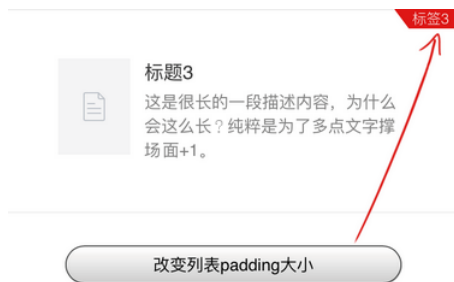 标签3
标题3
这是很长的一段描述内容，为什么
会这么长？纯粹是为了多点文字撑
场面+1。
改变列表padding大小